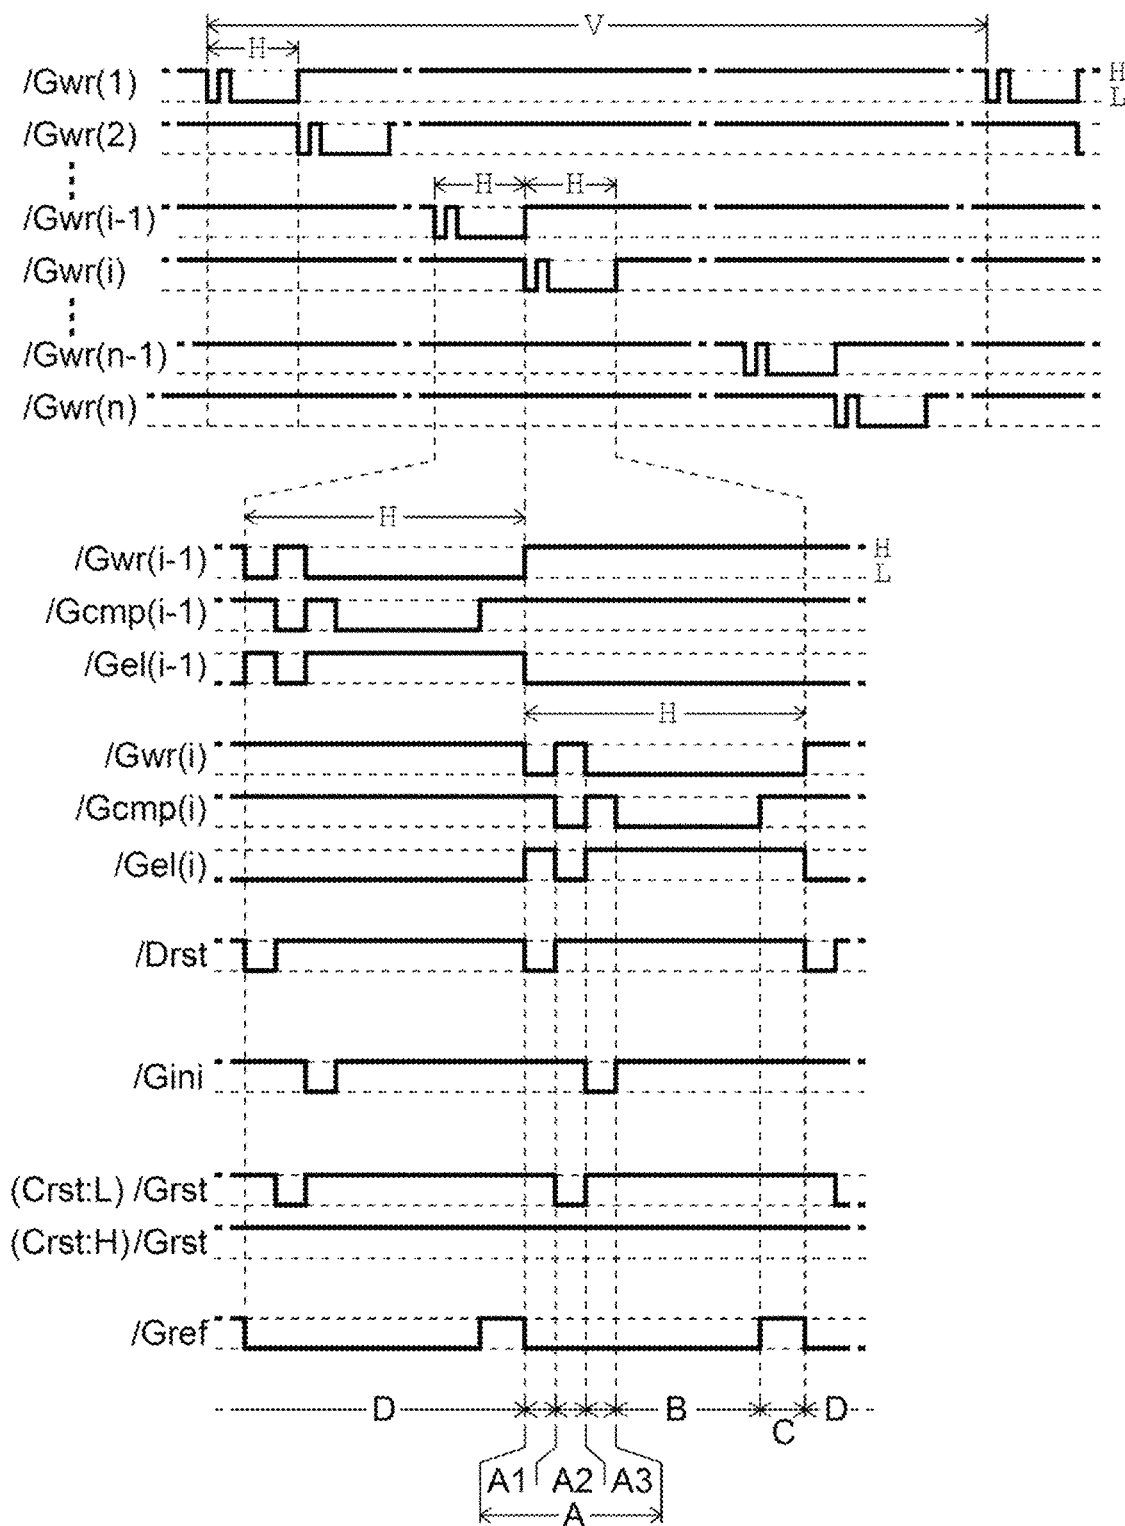 V
H
/Gwr(1) H
L
/Gwr(2)
H H
/Gwr(i-1)
/Gwr(i)
/Gwr(n-1)
/Gwr(n)
H
/Gwr(i-1) H
L
/Gcmp(i-1)
/Gel(i-1)
H
/Gwr(i)
/Gcmp(i)
/Gel(i)
/Drst
/Gini
(Crst:L) /Grst
(Crst:H)/Grst
/Gref
D B C D
A1 A2 A3
A